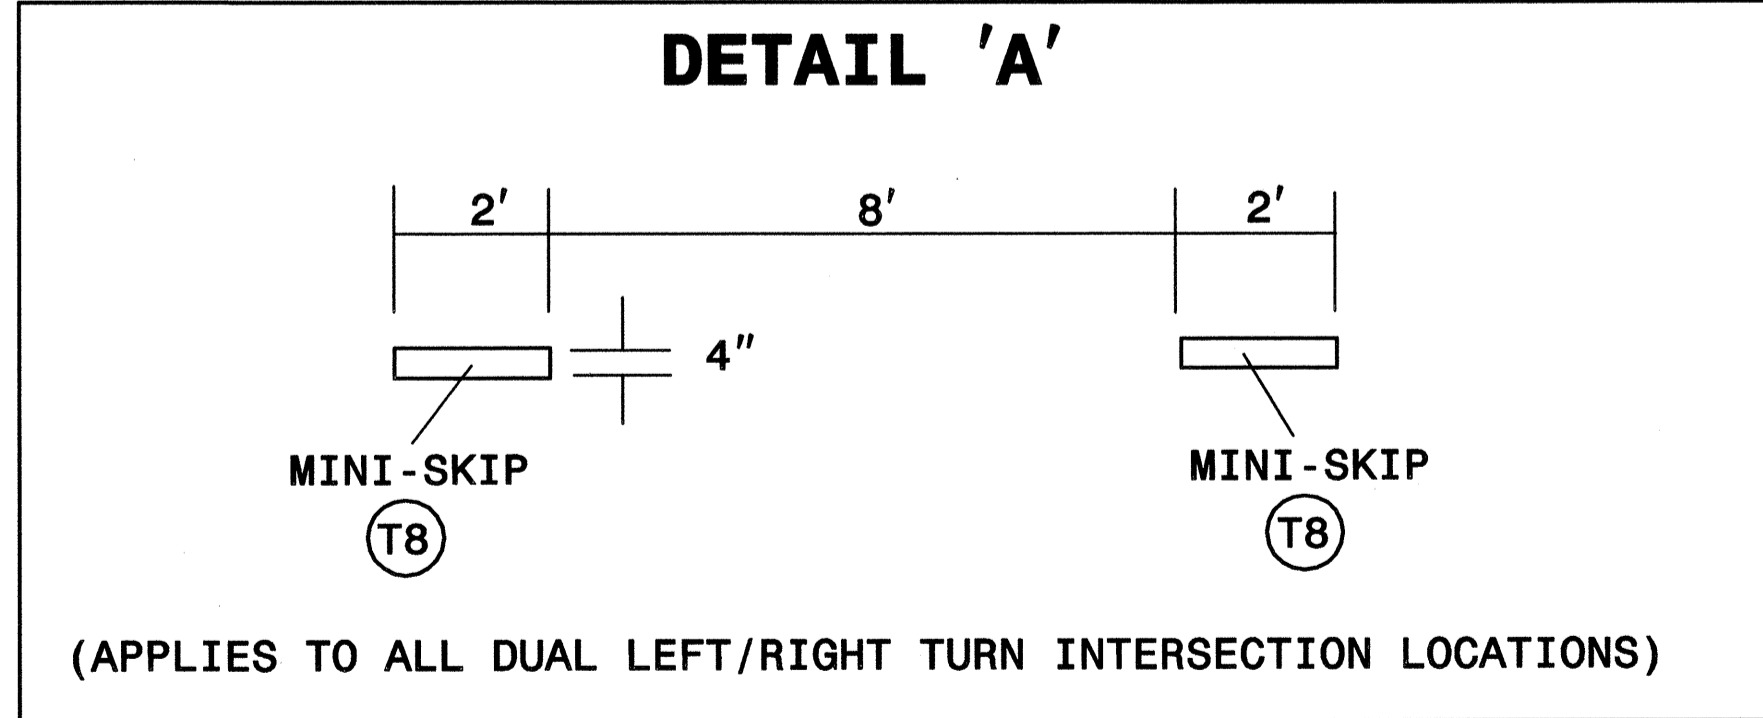 DETAIL 'A'
2' 8' 2'
4"
MINI-SKIP MINI-SKIP
T8 T8
(APPLIES TO ALL DUAL LEFT/RIGHT TURN INTERSECTION LOCATIONS)